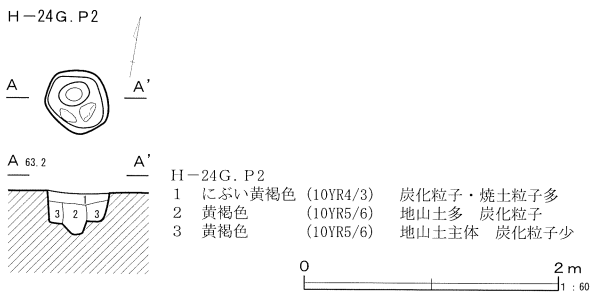 H－24G.P2
A A'
A 63.2 A'
1
3 2 3
H－24G.P2
1 にぶい黄褐色 (10YR4/3) 炭化粒子・焼土粒子多
2 黄褐色 (10YR5/6) 地山土多 炭化粒子
3 黄褐色 (10YR5/6) 地山土主体 炭化粒子少
0 2m
1：60